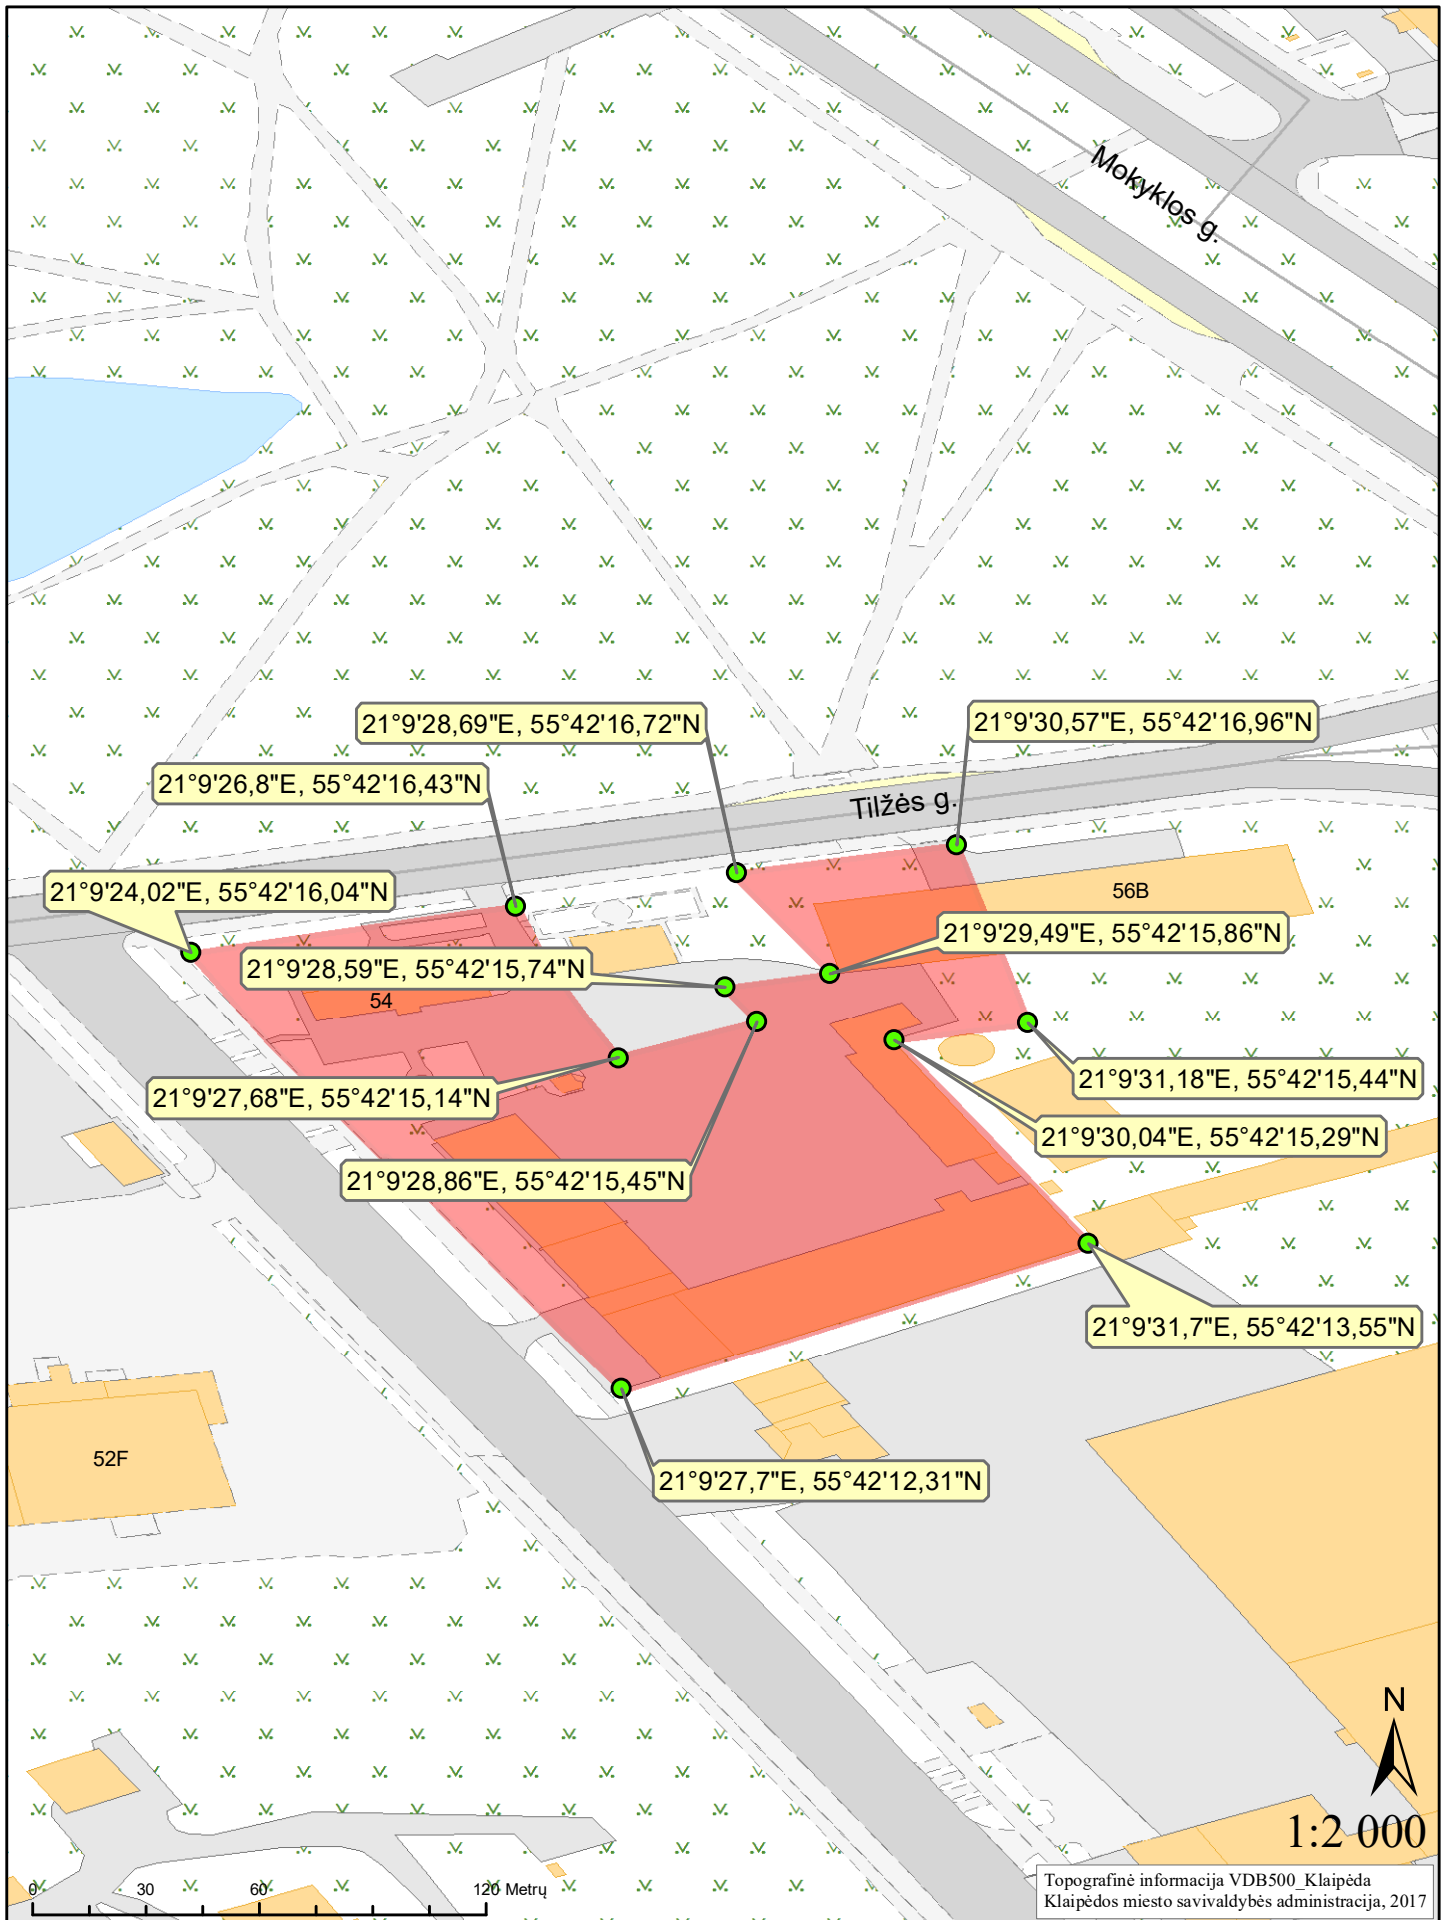 Mokyklos g.
21°9'28,69"E, 55°42'16,72"N
21°9'30,57"E, 55°42'16,96"N
21°9'26,8"E, 55°42'16,43"N
Tilžės g.
21°9'24,02"E, 55°42'16,04"N
56B
21°9'29,49"E, 55°42'15,86"N
21°9'28,59"E, 55°42'15,74"N
54
21°9'31,18"E, 55°42'15,44"N
21°9'27,68"E, 55°42'15,14"N
21°9'30,04"E, 55°42'15,29"N
21°9'28,86"E, 55°42'15,45"N
21°9'31,7"E, 55°42'13,55"N
52F
21°9'27,7"E, 55°42'12,31"N
N
1:2 000
0 30 60 120 Metrų
Topografinė informacija VDB500_Klaipėda
Klaipėdos miesto savivaldybės administracija, 2017